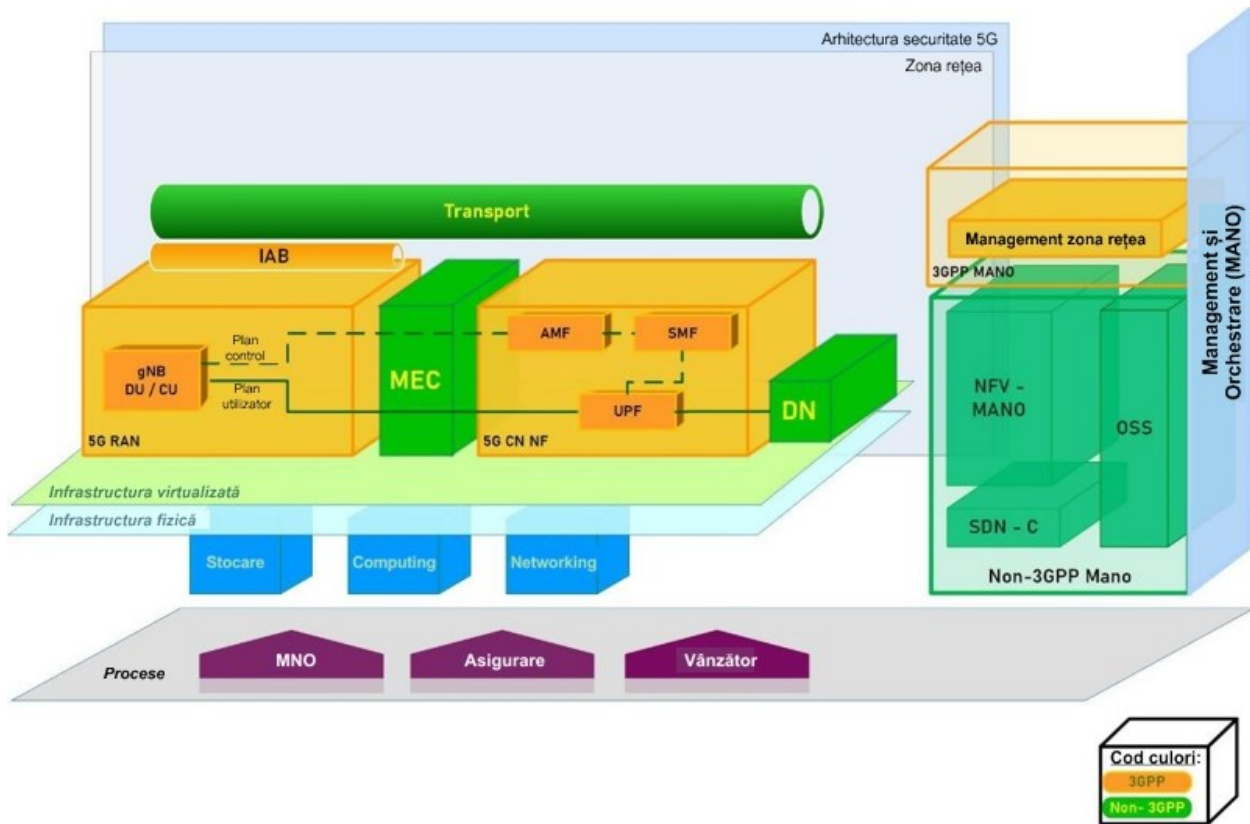 Arhitectura securitate 5G
Zona rețea
Transport
IAB
Management zona rețea
3GPP MANO
Management și
Orchestrare (MANO)
AMF
SMF
Plan
control
gNB
DU / CU
MEC
Plan
utilizator
UPF
DN
NFV -
MANO
OSS
5G RAN
5G CN NF
Infrastructura virtualizată
Infrastructura fizică
SDN - C
Stocare
Computing
Networking
Non-3GPP Mano
Procese
MNO
Asigurare
Vânzător
Cod culori:
3GPP
Non- 3GPP